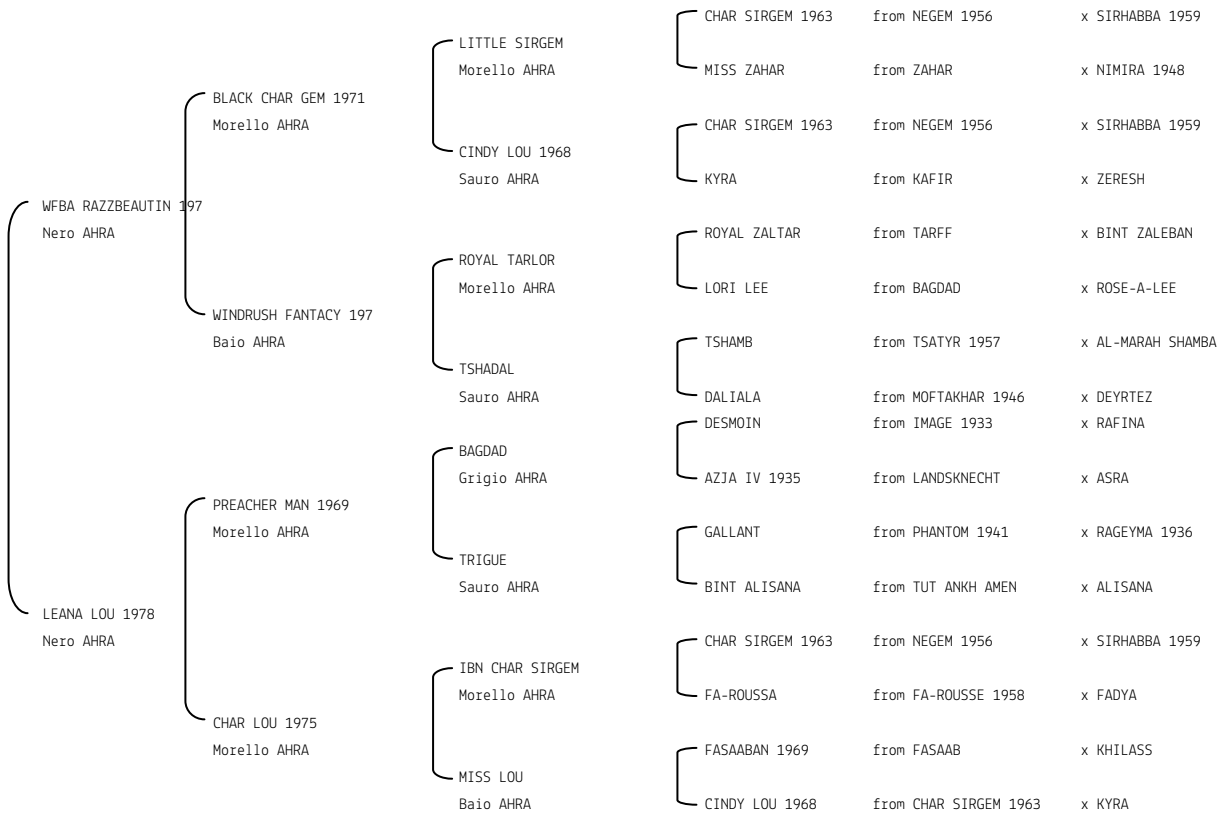 CHAR SIRGEM 1963 from NEGEM 1956 x SIRHABBA 1959
LITTLE SIRGEM
Morello AHRA
MISS ZAHAR from ZAHAR x NIMIRA 1948
BLACK CHAR GEM 1971
Morello AHRA
CHAR SIRGEM 1963 from NEGEM 1956 x SIRHABBA 1959
CINDY LOU 1968
Sauro AHRA
KYRA from KAFIR x ZERESH
WFBA RAZZBEAUTIN 197
Nero AHRA
ROYAL ZALTAR from TARFF x BINT ZALEBAN
ROYAL TARLOR
Morello AHRA
LORI LEE from BAGDAD x ROSE-A-LEE
WINDRUSH FANTACY 197
Baio AHRA
TSHAMB from TSATYR 1957 x AL-MARAH SHAMBA
TSHADAL
Sauro AHRA
DALIALA from MOFTAKHAR 1946 x DEYRTEZ
DESMOIN from IMAGE 1933 x RAFINA
BAGDAD
Grigio AHRA
AZJA IV 1935 from LANDSKNECHT x ASRA
PREACHER MAN 1969
Morello AHRA
GALLANT from PHANTOM 1941 x RAGEYMA 1936
TRIGUE
Sauro AHRA
BINT ALISANA from TUT ANKH AMEN x ALISANA
LEANA LOU 1978
Nero AHRA
CHAR SIRGEM 1963 from NEGEM 1956 x SIRHABBA 1959
IBN CHAR SIRGEM
Morello AHRA
FA-ROUSSA from FA-ROUSSE 1958 x FADYA
CHAR LOU 1975
Morello AHRA
FASAABAN 1969 from FASAAB x KHILASS
MISS LOU
Baio AHRA
CINDY LOU 1968 from CHAR SIRGEM 1963 x KYRA